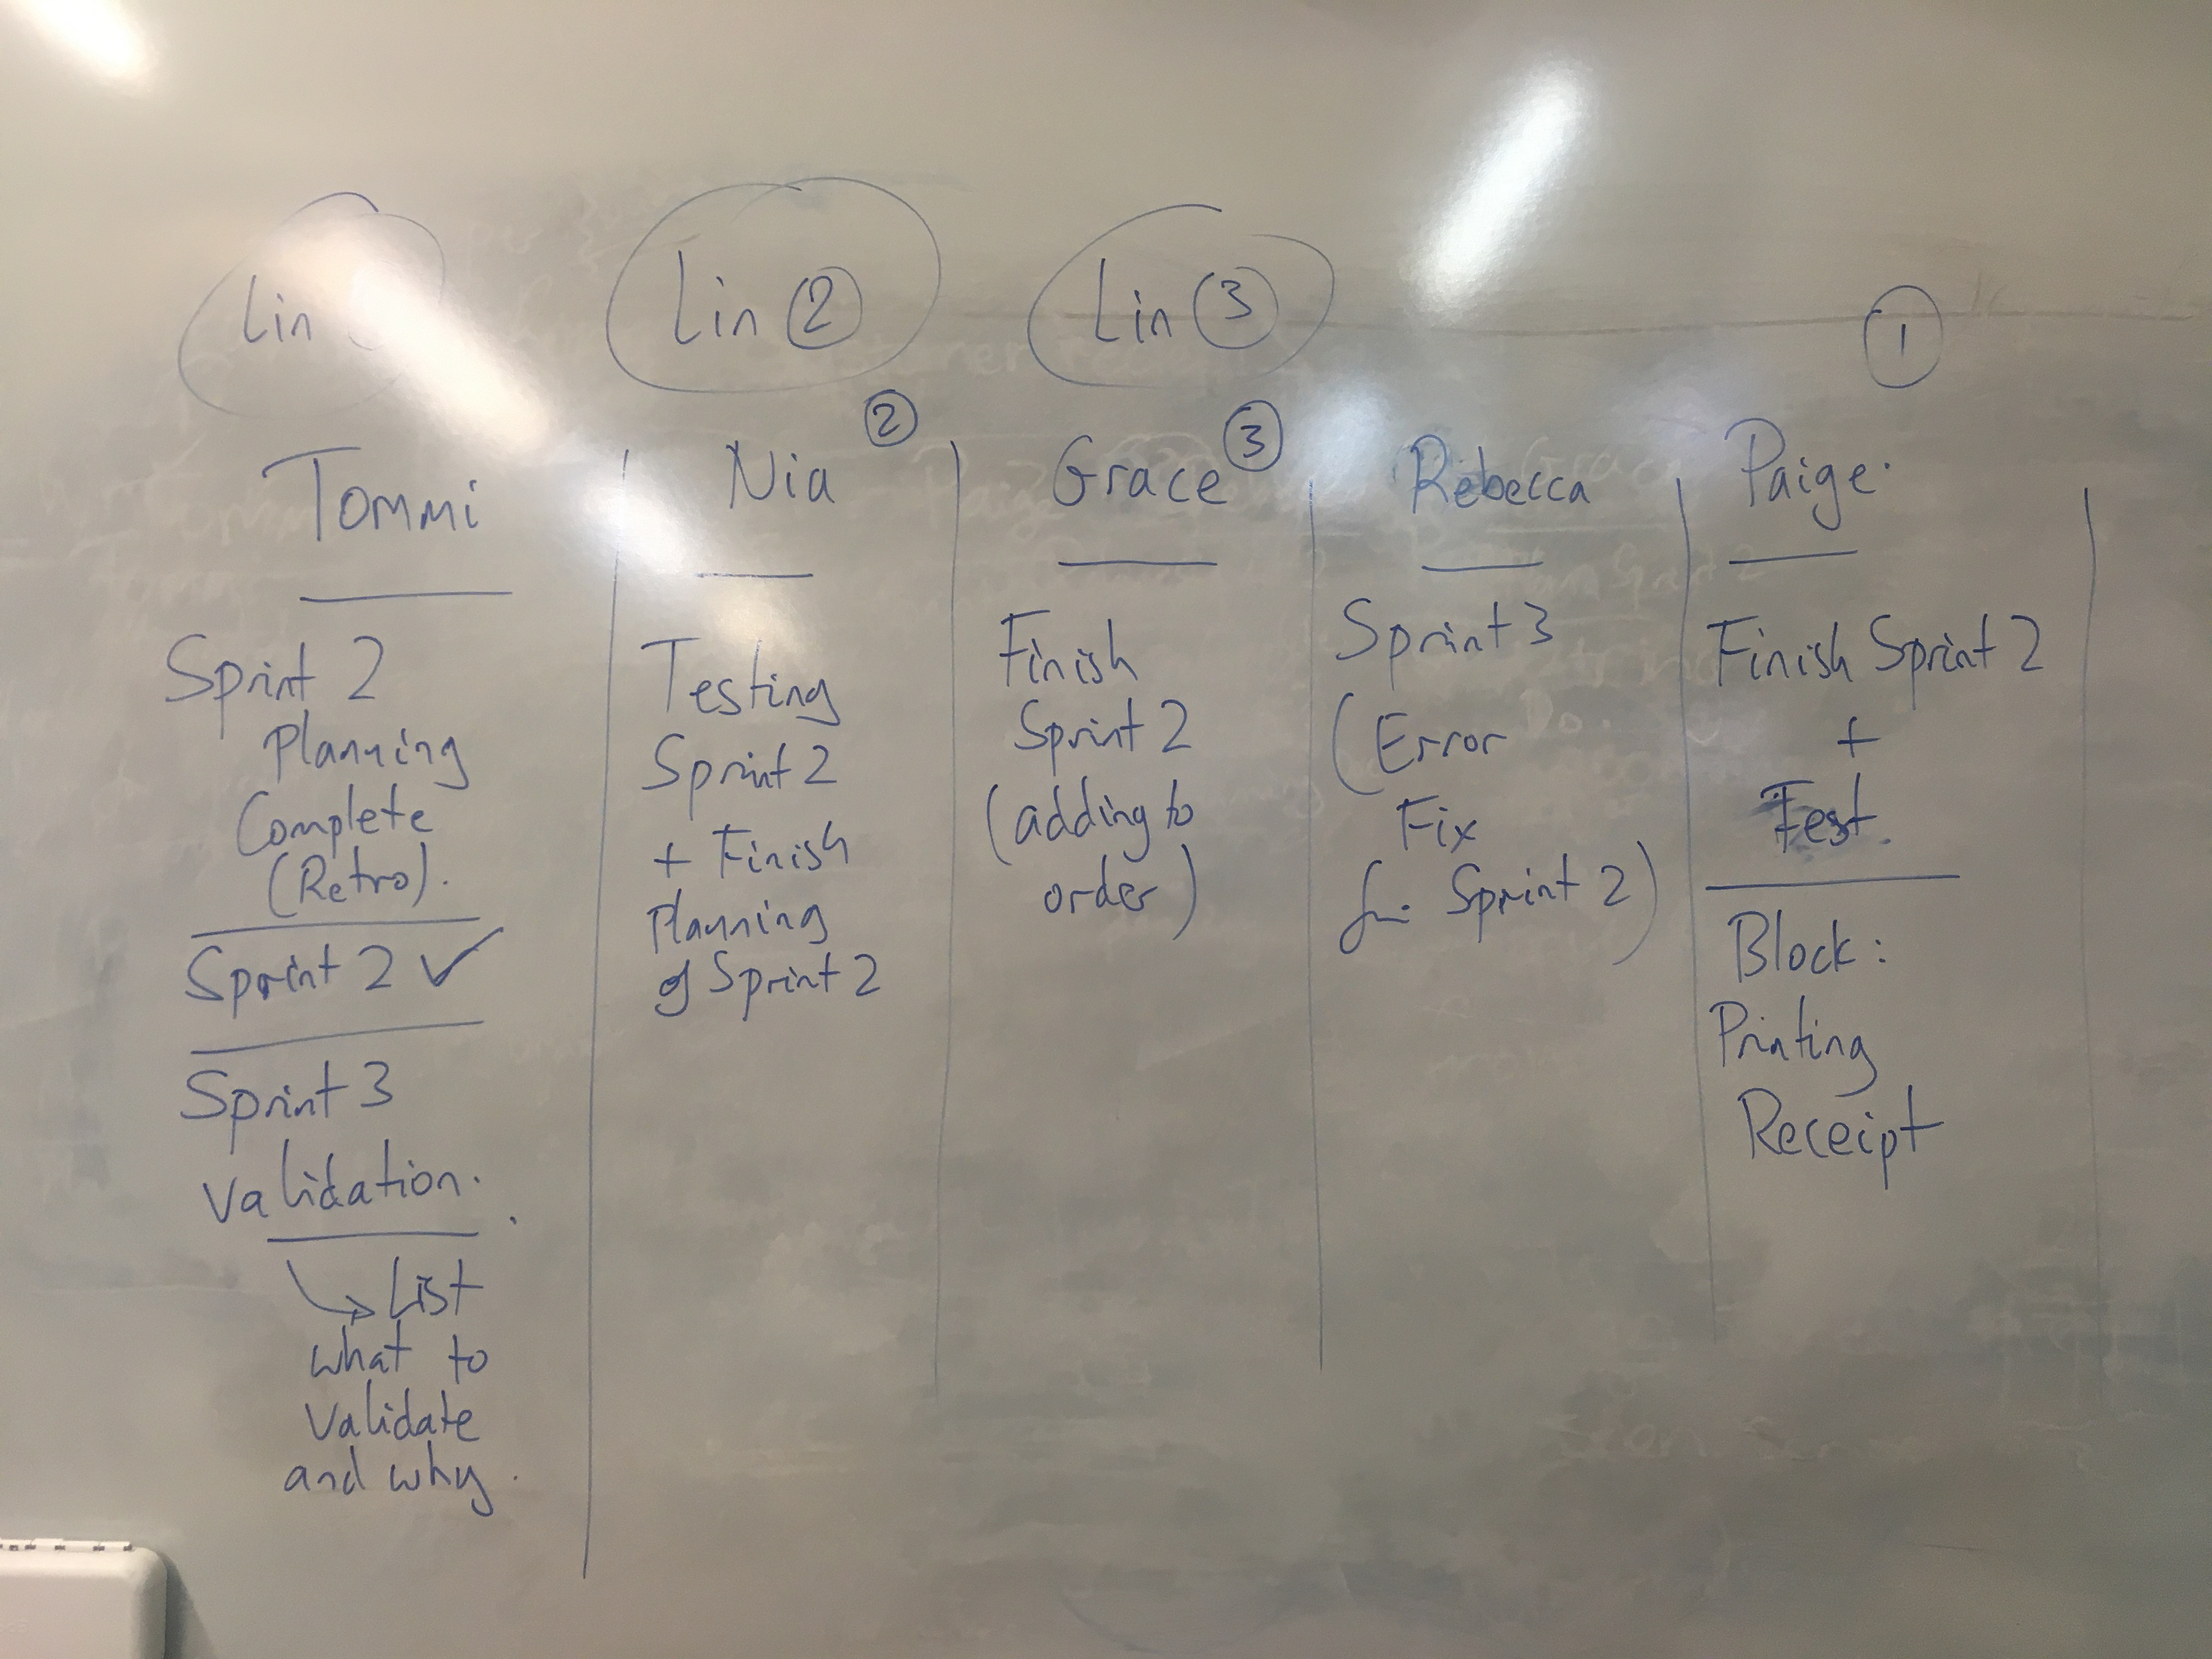 Lin
Lin ②
Lin ③
①
Tommi
Sprint 2
Planning
Complete
(Retro).
Sprint 2 ✓
Sprint 3
Validation.
→ List
what to
Validate
and why.
Nia ②
Testing
Sprint 2
+ Finish
Planning
of Sprint 2
Grace ③
Finish
Sprint 2
(adding to
order)
Rebecca
Sprint 3
(Error
Fix
for Sprint 2)
Paige.
Finish Sprint 2
+
Test.
Block:
Printing
Receipt